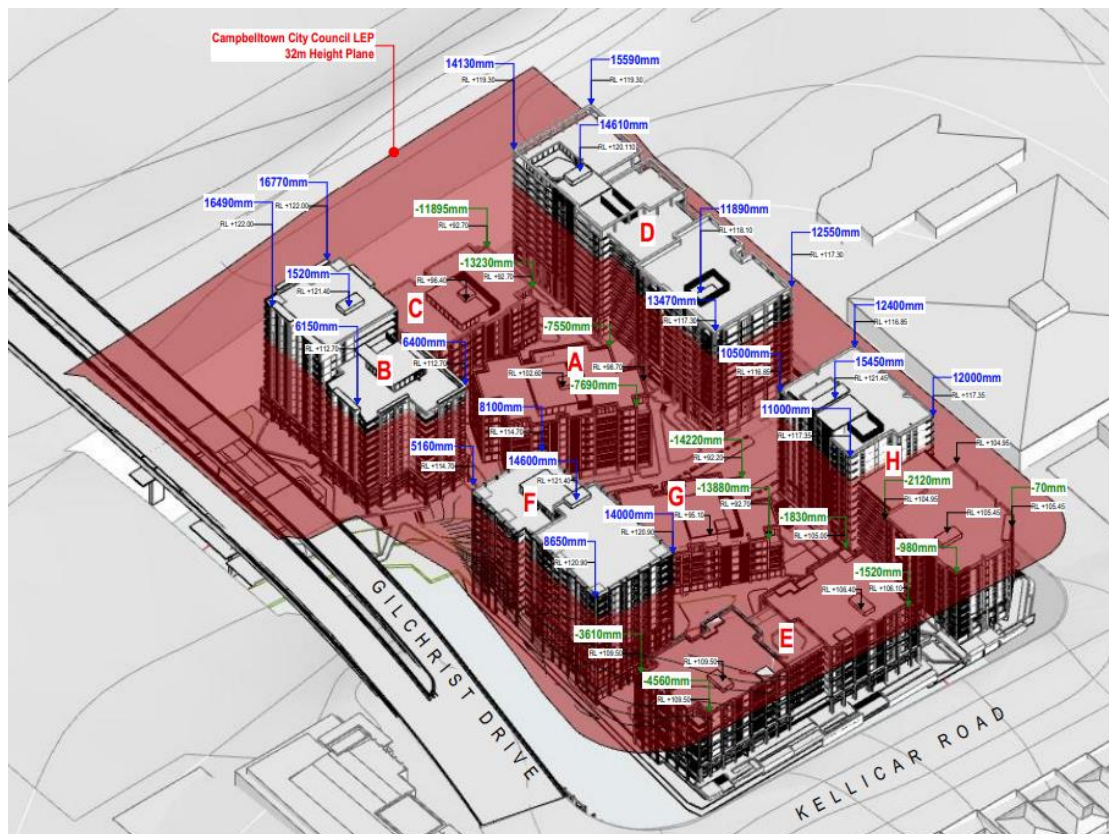 Campbelltown City Council LEP
32m Height Plane
14130mm
RL +119.30
15590mm
RL +119.30
14610mm
RL +120.110
16770mm
RL +122.00
16490mm
RL +122.00
-11895mm
RL +92.70
11890mm
RL +118.10
D
12550mm
RL +117.30
-13230mm
RL +92.70
RL +96.40
1520mm
RL +121.40
C
13470mm
RL +117.30
12400mm
RL +116.85
6150mm
RL +112.70
-7550mm
RL +98.70
6400mm
RL +112.70
10500mm
RL +116.85
A
B
RL +102.60
-7690mm
15450mm
RL +121.45
12000mm
RL +117.35
8100mm
RL +114.70
11000mm
RL +117.35
5160mm
RL +114.70
-14220mm
RL +92.20
RL +104.95
14600mm
RL +121.40
H
-2120mm
RL +104.95
-13880mm
RL +92.70
-70mm
RL +105.45
F
G
RL +95.10
14000mm
RL +120.90
-1830mm
RL +105.00
RL +105.45
8650mm
RL +120.90
-980mm
-1520mm
RL +106.10
RL +106.40
-3610mm
RL +109.50
E
RL +109.50
-4560mm
RL +109.50
GILCHRIST DRIVE
KELLICAR ROAD